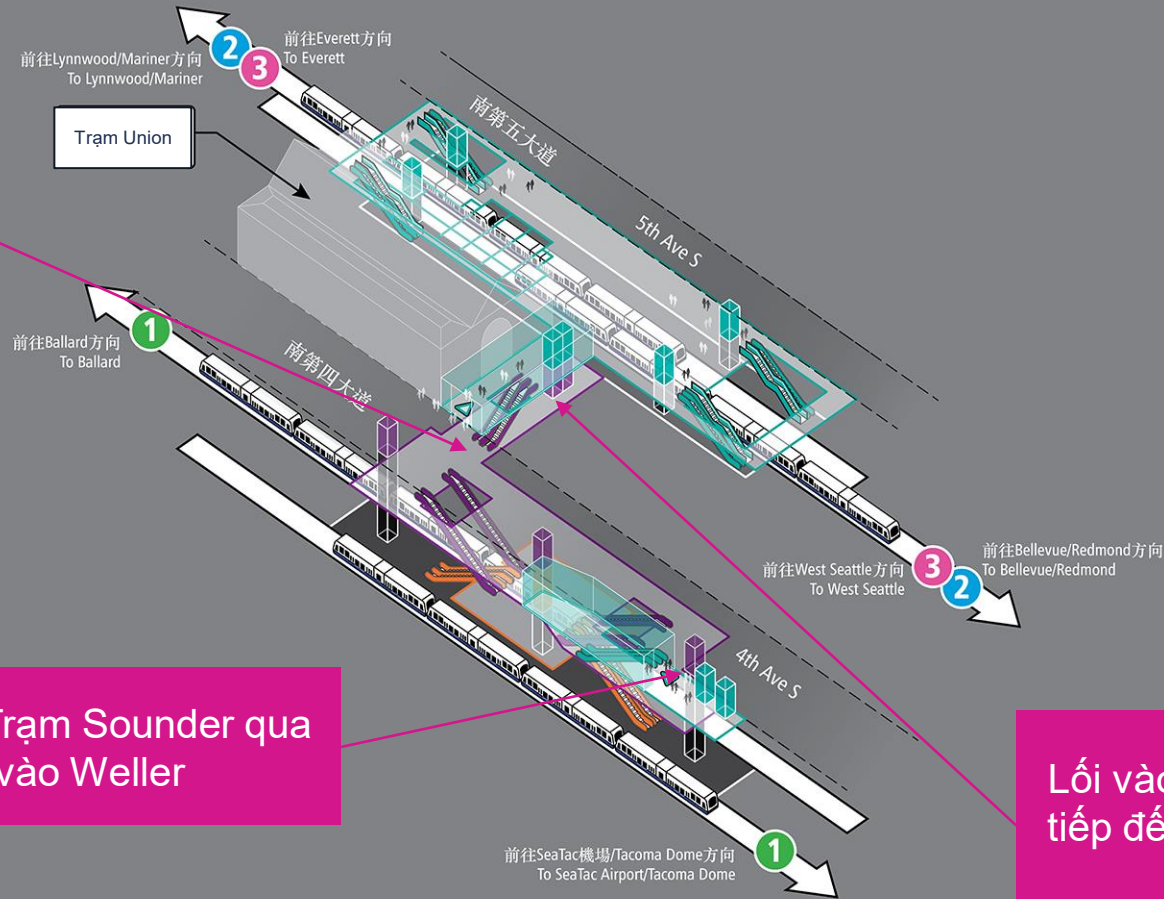 前往Lynnwood/Mariner方向
To Lynnwood/Mariner
2
3
前往Everett方向
To Everett
Trạm Union
南第五大道
5th Ave S
前往Ballard方向
To Ballard
1
南第四大道
前往West Seattle方向
To West Seattle
3
2
前往Bellevue/Redmond方向
To Bellevue/Redmond
4th Ave S
Trạm Sounder qua
vào Weller
Lối vào
tiếp đế
前往SeaTac機場/Tacoma Dome方向
To SeaTac Airport/Tacoma Dome
1